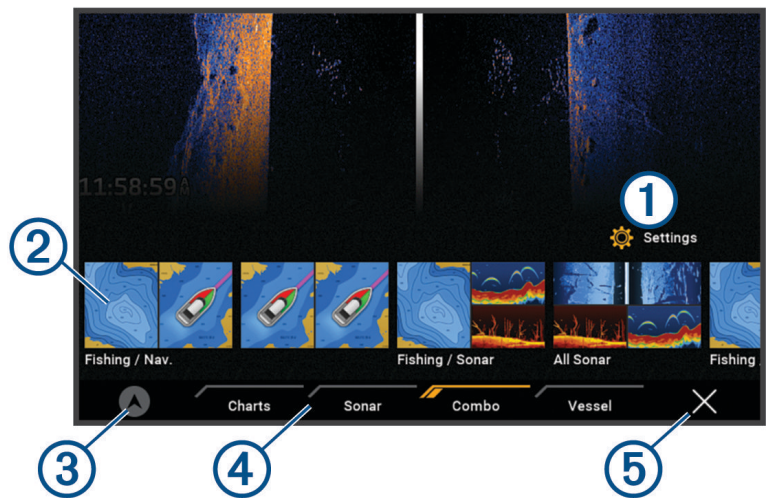 11:58:59 AM
1
Settings
2
Fishing / Nav.
Fishing / Sonar
All Sonar
Fishing
Charts
Sonar
Combo
Vessel
3
4
5